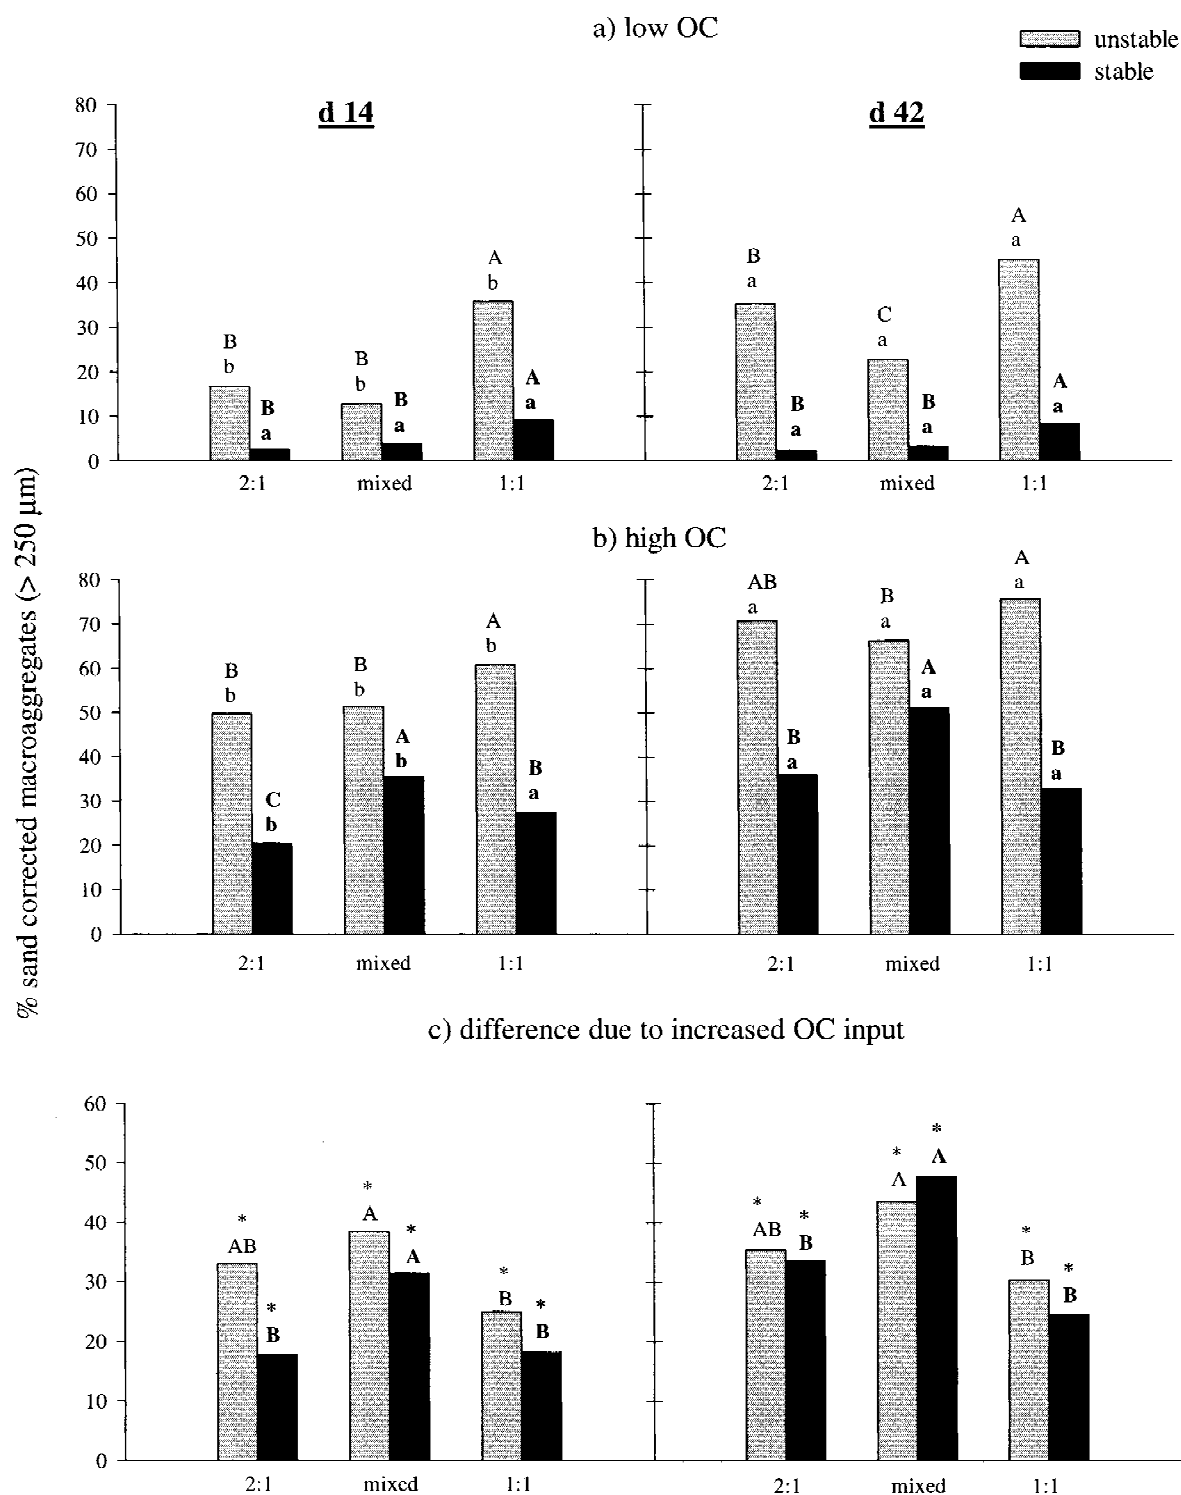 a) low OC
unstable
stable
d 14
d 42
80
70
60
50
40
30
20
10
0
B
b
B
a
B
b
B
a
A
b
A
a
B
a
B
a
C
a
B
a
A
a
A
a
2:1
mixed
1:1
2:1
mixed
1:1
% sand corrected macroaggregates (> 250 µm)
b) high OC
80
70
60
50
40
30
20
10
0
B
b
C
b
B
b
A
b
A
b
B
a
AB
a
B
a
B
a
A
a
A
a
B
a
2:1
mixed
1:1
2:1
mixed
1:1
c) difference due to increased OC input
60
50
40
30
20
10
0
*
AB
*
B
*
A
*
A
*
B
*
B
*
AB
*
B
*
A
*
A
*
B
*
B
2:1
mixed
1:1
2:1
mixed
1:1